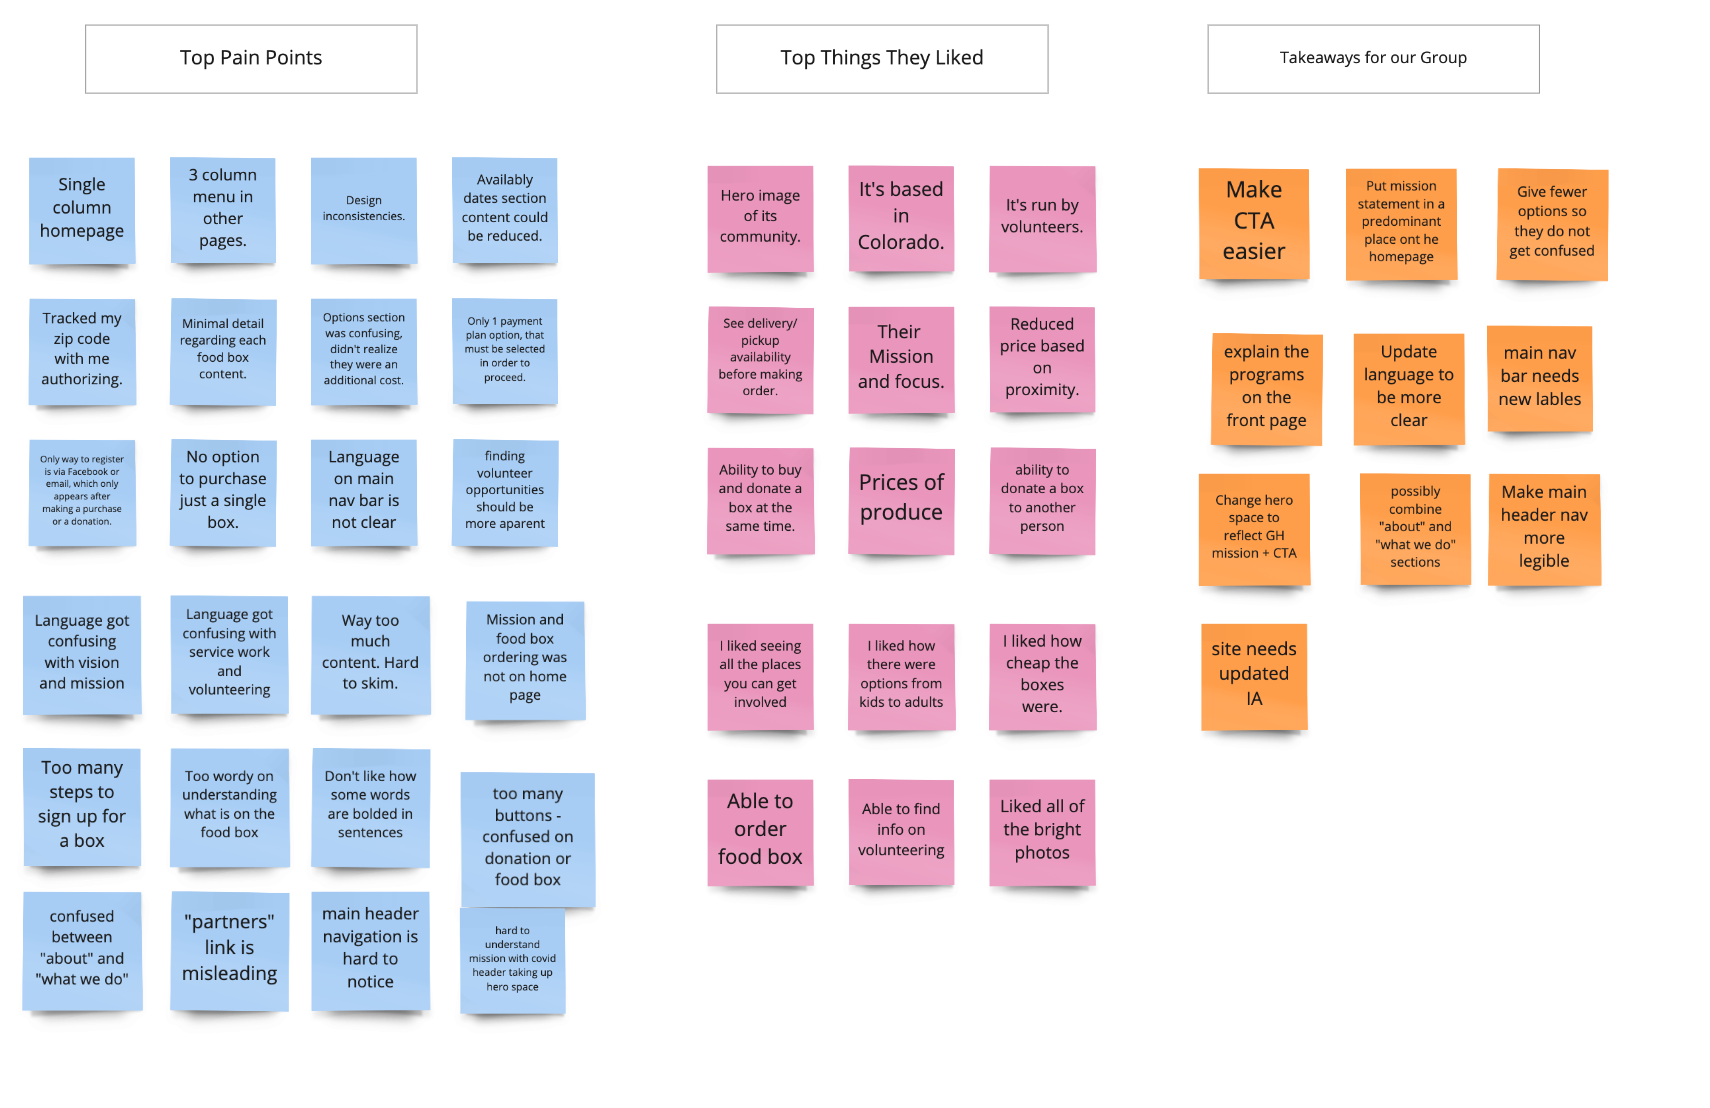 Top Pain Points
Single
column
homepage
3 column
menu in
other
pages.
Design
inconsistencies.
Availably
dates section
content could
be reduced.
Tracked my
zip code
with me
authorizing.
Minimal detail
regarding each
food box
content.
Options section
was confusing,
didn't realize
they were an
additional cost.
Only 1 payment
plan option, that
must be selected
in order to
proceed.
Only way to register
is via Facebook or
email, which only
appears after
making a purchase
or a donation.
No option
to purchase
just a single
box.
Language
on main
nav bar is
not clear
finding
volunteer
opportunities
should be
more aparent
Language got
confusing
with vision
and mission
Language got
confusing with
service work
and
volunteering
Way too
much
content. Hard
to skim.
Mission and
food box
ordering was
not on home
page
Too many
steps to
sign up for
a box
Too wordy on
understanding
what is on the
food box
Don't like how
some words
are bolded in
sentences
too many
buttons -
confused on
donation or
food box
confused
between
"about" and
"what we do"
"partners"
link is
misleading
main header
navigation is
hard to
notice
hard to
understand
mission with covid
header taking up
hero space
Top Things They Liked
Hero image
of its
community.
It's based
in
Colorado.
It's run by
volunteers.
See delivery/
pickup
availability
before making
order.
Their
Mission
and focus.
Reduced
price based
on
proximity.
Ability to buy
and donate a
box at the
same time.
Prices of
produce
ability to
donate a box
to another
person
I liked seeing
all the places
you can get
involved
I liked how
there were
options from
kids to adults
I liked how
cheap the
boxes
were.
Able to
order
food box
Able to find
info on
volunteering
Liked all of
the bright
photos
Takeaways for our Group
Make
CTA
easier
Put mission
statement in a
predominant
place ont he
homepage
Give fewer
options so
they do not
get confused
explain the
programs
on the
front page
Update
language to
be more
clear
main nav
bar needs
new lables
Change hero
space to
reflect GH
mission + CTA
possibly
combine
"about" and
"what we do"
sections
Make main
header nav
more
legible
site needs
updated
IA